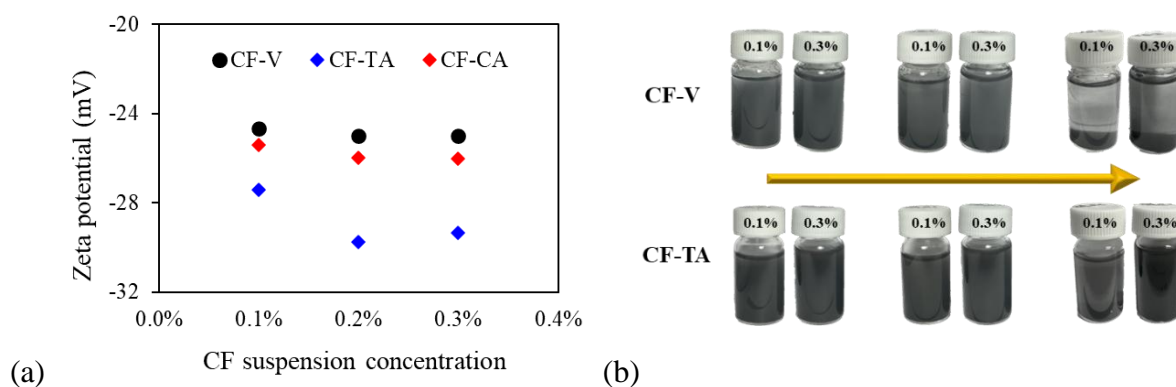 -20
CF-V CF-TA CF-CA
-24
-28
-32
Zeta potential (mV)
0.0% 0.1% 0.2% 0.3% 0.4%
CF suspension concentration
(a)
0.1% 0.3% 0.1% 0.3% 0.1% 0.3%
CF-V
0.1% 0.3% 0.1% 0.3% 0.1% 0.3%
CF-TA
(b)